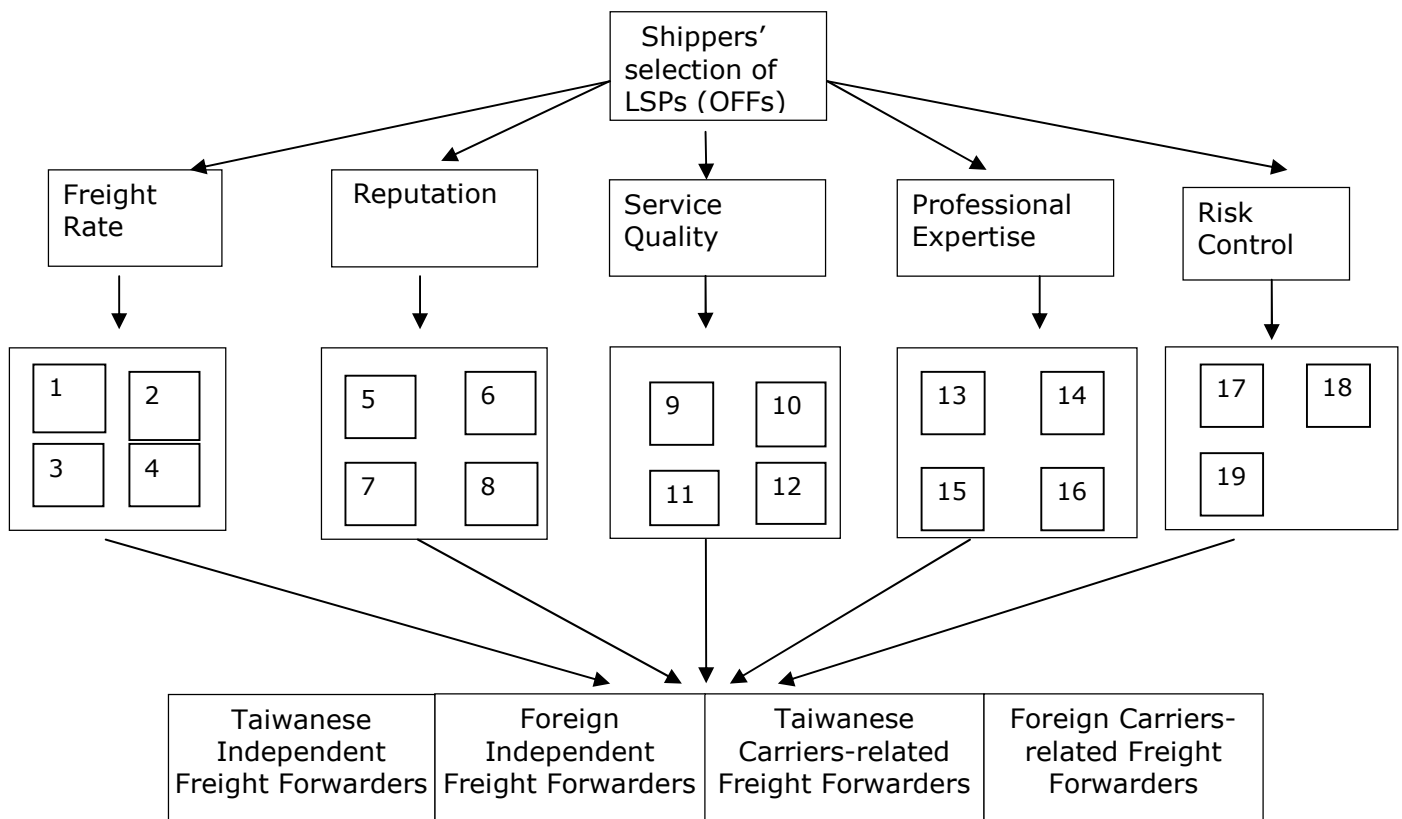 Shippers’
selection of
LSPs (OFFs)
Freight
Rate
Reputation
Service
Quality
Professional
Expertise
Risk
Control
1
2
3
4
5
6
7
8
9
10
11
12
13
14
15
16
17
18
19
Taiwanese
Independent
Freight Forwarders
Foreign
Independent
Freight Forwarders
Taiwanese
Carriers-related
Freight Forwarders
Foreign Carriers-
related Freight
Forwarders